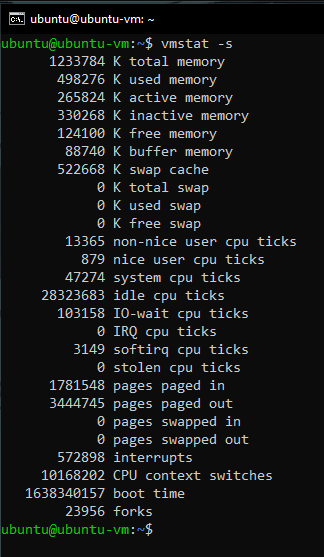 ubuntu@ubuntu-vm: ~
ubuntu@ubuntu-vm:~$ vmstat -s
1233784 K total memory
498276 K used memory
265824 K active memory
330268 K inactive memory
124100 K free memory
88740 K buffer memory
522668 K swap cache
0 K total swap
0 K used swap
0 K free swap
13365 non-nice user cpu ticks
879 nice user cpu ticks
47274 system cpu ticks
28323683 idle cpu ticks
103158 IO-wait cpu ticks
0 IRQ cpu ticks
3149 softirq cpu ticks
0 stolen cpu ticks
1781548 pages paged in
3444745 pages paged out
0 pages swapped in
0 pages swapped out
572898 interrupts
10168202 CPU context switches
1638340157 boot time
23956 forks
ubuntu@ubuntu-vm:~$